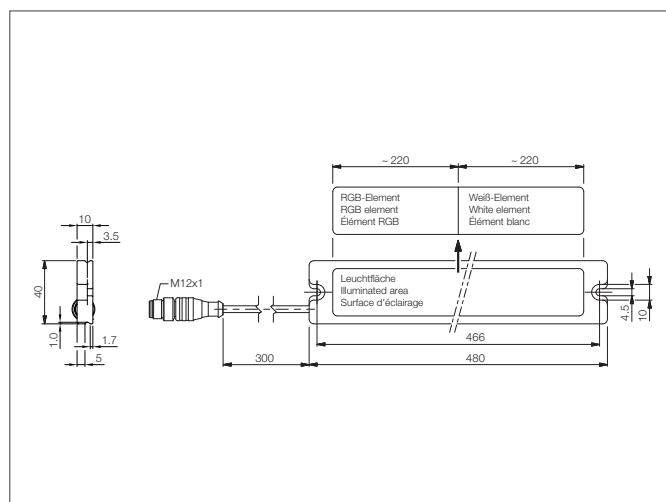 ~ 220
~ 220
RGB-Element
RGB element
Élément RGB
Weiß-Element
White element
Élément blanc
10
3.5
40
M12x1
Leuchtfläche
Illuminated area
Surface d'éclairage
4.5
10
1.0
1.7
5
300
466
480